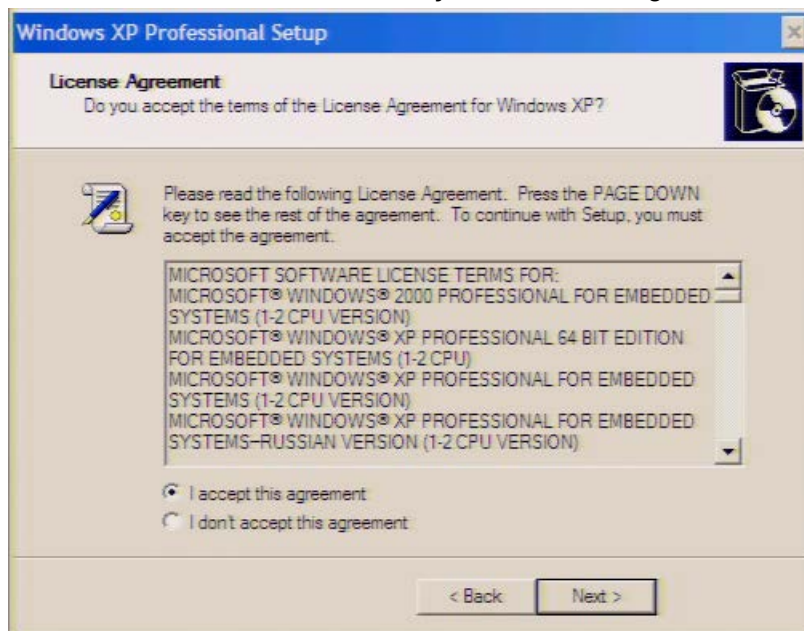 Windows XP Professional Setup
License Agreement
Do you accept the terms of the License Agreement for Windows XP?
Please read the following License Agreement. Press the PAGE DOWN
key to see the rest of the agreement. To continue with Setup, you must
accept the agreement.
MICROSOFT SOFTWARE LICENSE TERMS FOR:
MICROSOFT® WINDOWS® 2000 PROFESSIONAL FOR EMBEDDED
SYSTEMS (1-2 CPU VERSION)
MICROSOFT® WINDOWS® XP PROFESSIONAL 64 BIT EDITION
FOR EMBEDDED SYSTEMS (1-2 CPU)
MICROSOFT® WINDOWS® XP PROFESSIONAL FOR EMBEDDED
SYSTEMS (1-2 CPU VERSION)
MICROSOFT® WINDOWS® XP PROFESSIONAL FOR EMBEDDED
SYSTEMS–RUSSIAN VERSION (1-2 CPU VERSION)
I accept this agreement
I don't accept this agreement
< Back Next >